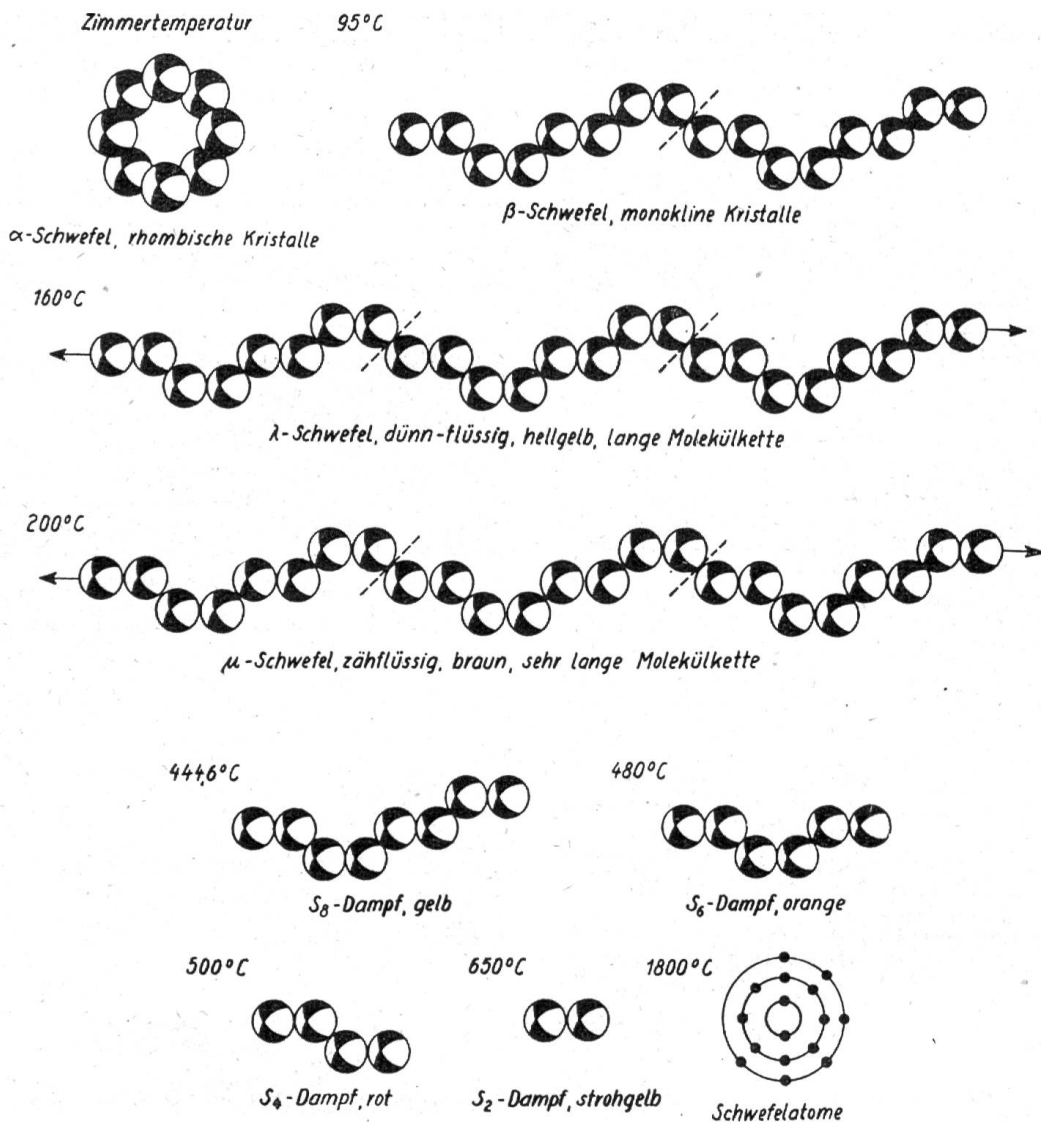 Zimmertemperatur
95°C
α-Schwefel, rhombische Kristalle
β-Schwefel, monokline Kristalle
160°C
λ-Schwefel, dünn-flüssig, hellgelb, lange Molekülkette
200°C
μ-Schwefel, zähflüssig, braun, sehr lange Molekülkette
444,6°C
480°C
S₈-Dampf, gelb
S₆-Dampf, orange
500°C
650°C
1800°C
S₄-Dampf, rot
S₂-Dampf, strohgelb
Schwefelatome